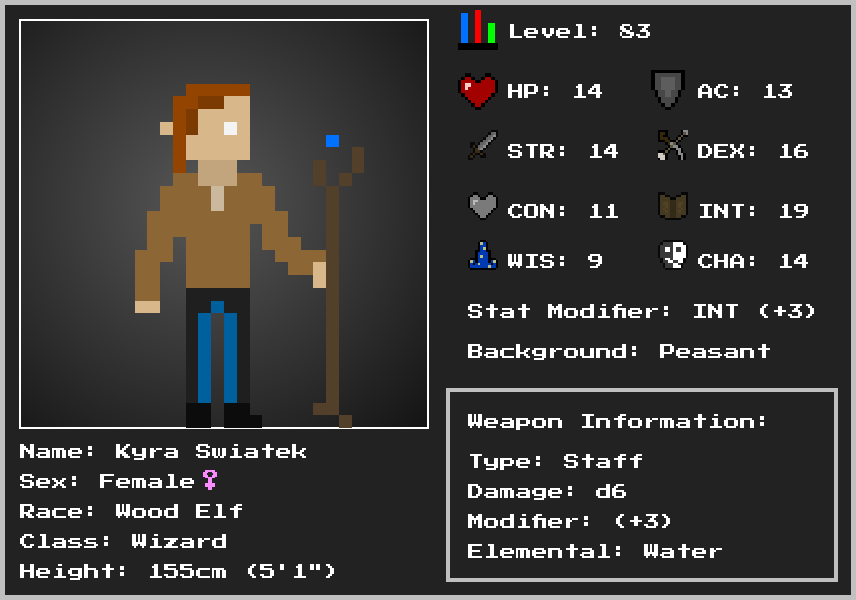 Level: 83
HP: 14 AC: 13
STR: 14 DEX: 16
CON: 11 INT: 19
WIS: 9 CHA: 14
Stat Modifier: INT (+3)
Background: Peasant
Weapon Information:
Type: Staff
Damage: d6
Modifier: (+3)
Elemental: Water
Name: Kyra Swiatek
Sex: Female♀
Race: Wood Elf
Class: Wizard
Height: 155cm (5'1")